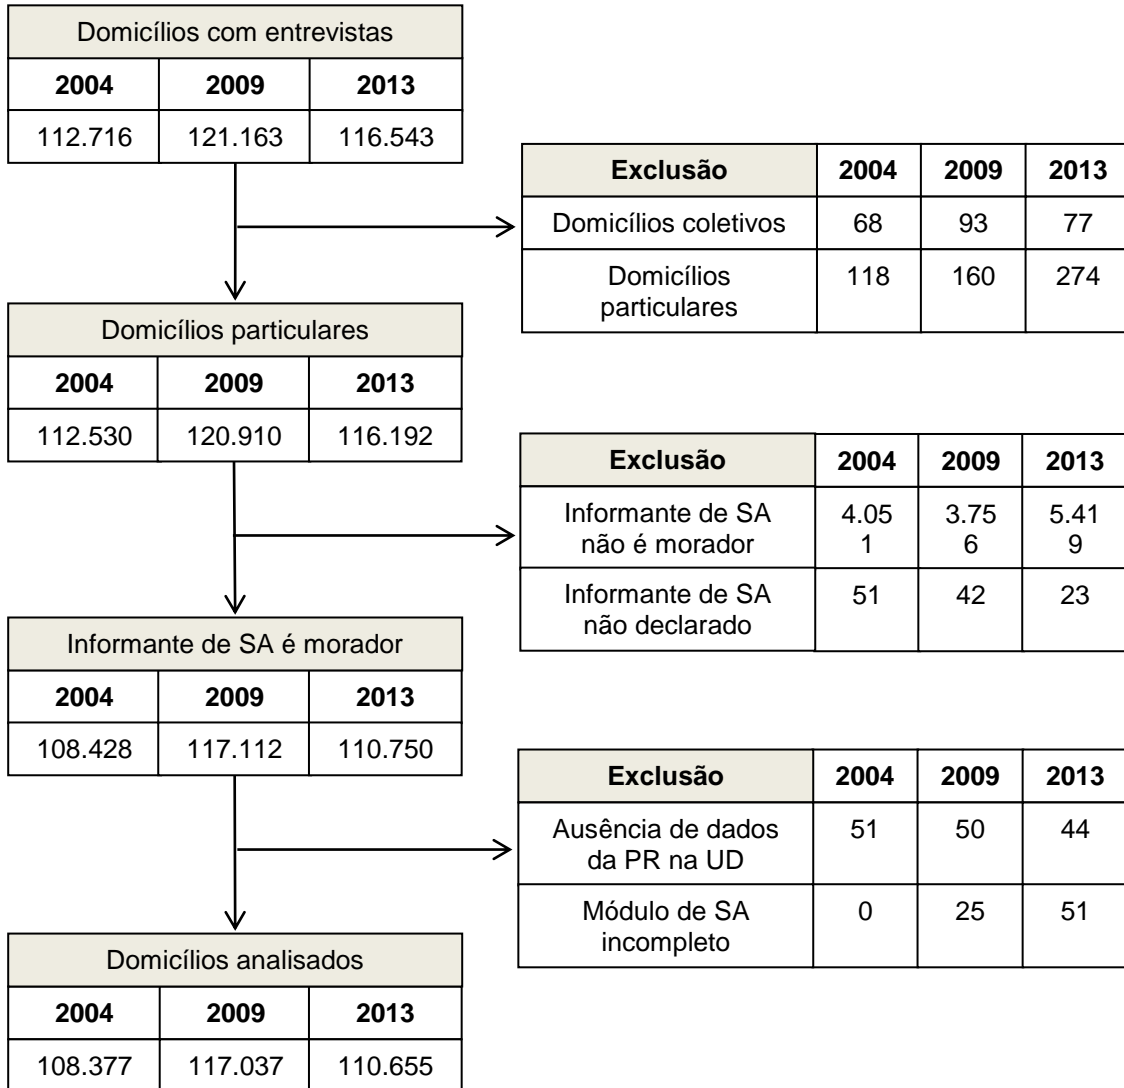 Domicílios com entrevistas
2004 2009 2013
112.716 121.163 116.543
Exclusão 2004 2009 2013
Domicílios coletivos 68 93 77
Domicílios
particulares 118 160 274
Domicílios particulares
2004 2009 2013
112.530 120.910 116.192
Exclusão 2004 2009 2013
Informante de SA
não é morador
4.05
1
3.75
6
5.41
9
Informante de SA
não declarado
51 42 23
Informante de SA é morador
2004 2009 2013
108.428 117.112 110.750
Exclusão 2004 2009 2013
Ausência de dados
da PR na UD
51 50 44
Módulo de SA
incompleto
0 25 51
Domicílios analisados
2004 2009 2013
108.377 117.037 110.655